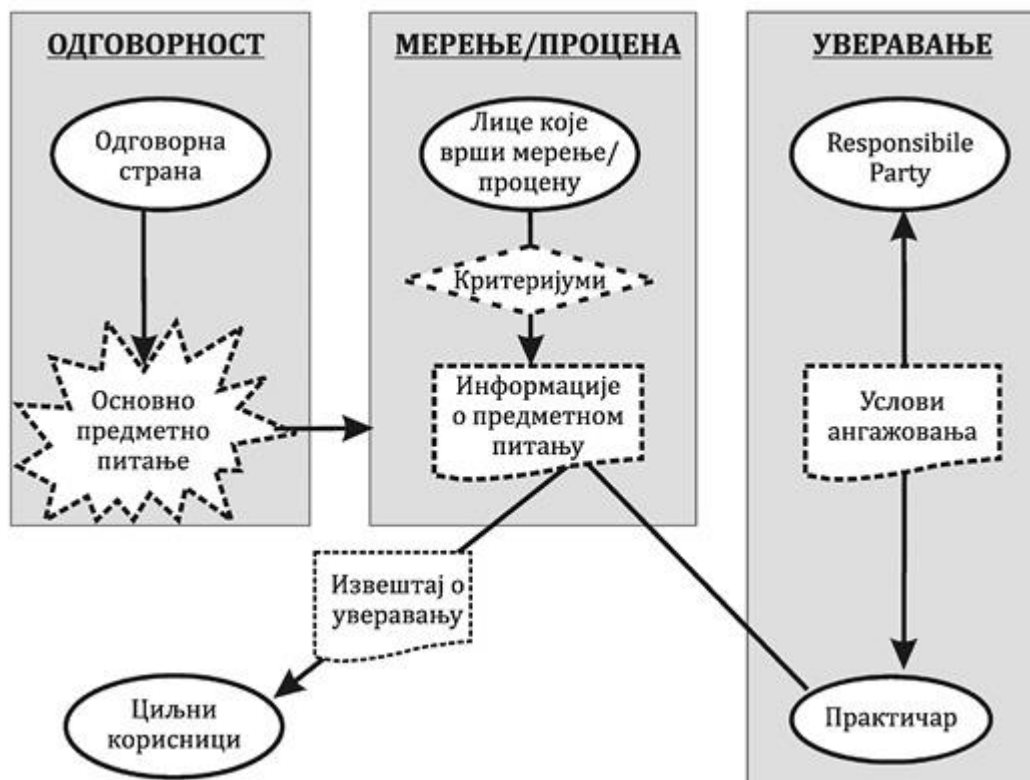 ОДГОВОРНОСТ
Одговорна
страна
Основно
предметно
питање
МЕРЕЊЕ/ПРОЦЕНА
Лице које
врши мерење/
процену
Критеријуми
Информације
о предметном
питању
УВЕРАВАЊЕ
Responsibile
Party
Услови
ангажовања
Практичар
Извештај о
уверавању
Циљни
корисници